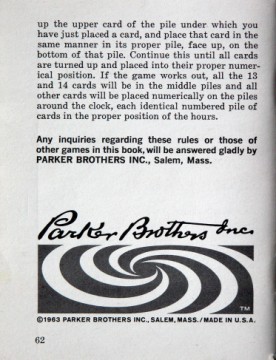 up the upper card of the pile under which you
have just placed a card, and place that card in the
same manner in its proper pile, face up, on the
bottom of that pile. Continue this until all cards
are turned up and placed into their proper numer-
ical position. If the game works out, all the 13
and 14 cards will be in the middle piles and all
other cards will be placed numerically on the piles
around the clock, each identical numbered pile of
cards in the proper position of the hours.
Any inquiries regarding these rules or those of
other games in this book, will be answered gladly by
PARKER BROTHERS INC., Salem, Mass.
Parker Brothers Inc.
TM
©1963 PARKER BROTHERS INC., SALEM, MASS./MADE IN U.S.A.
62